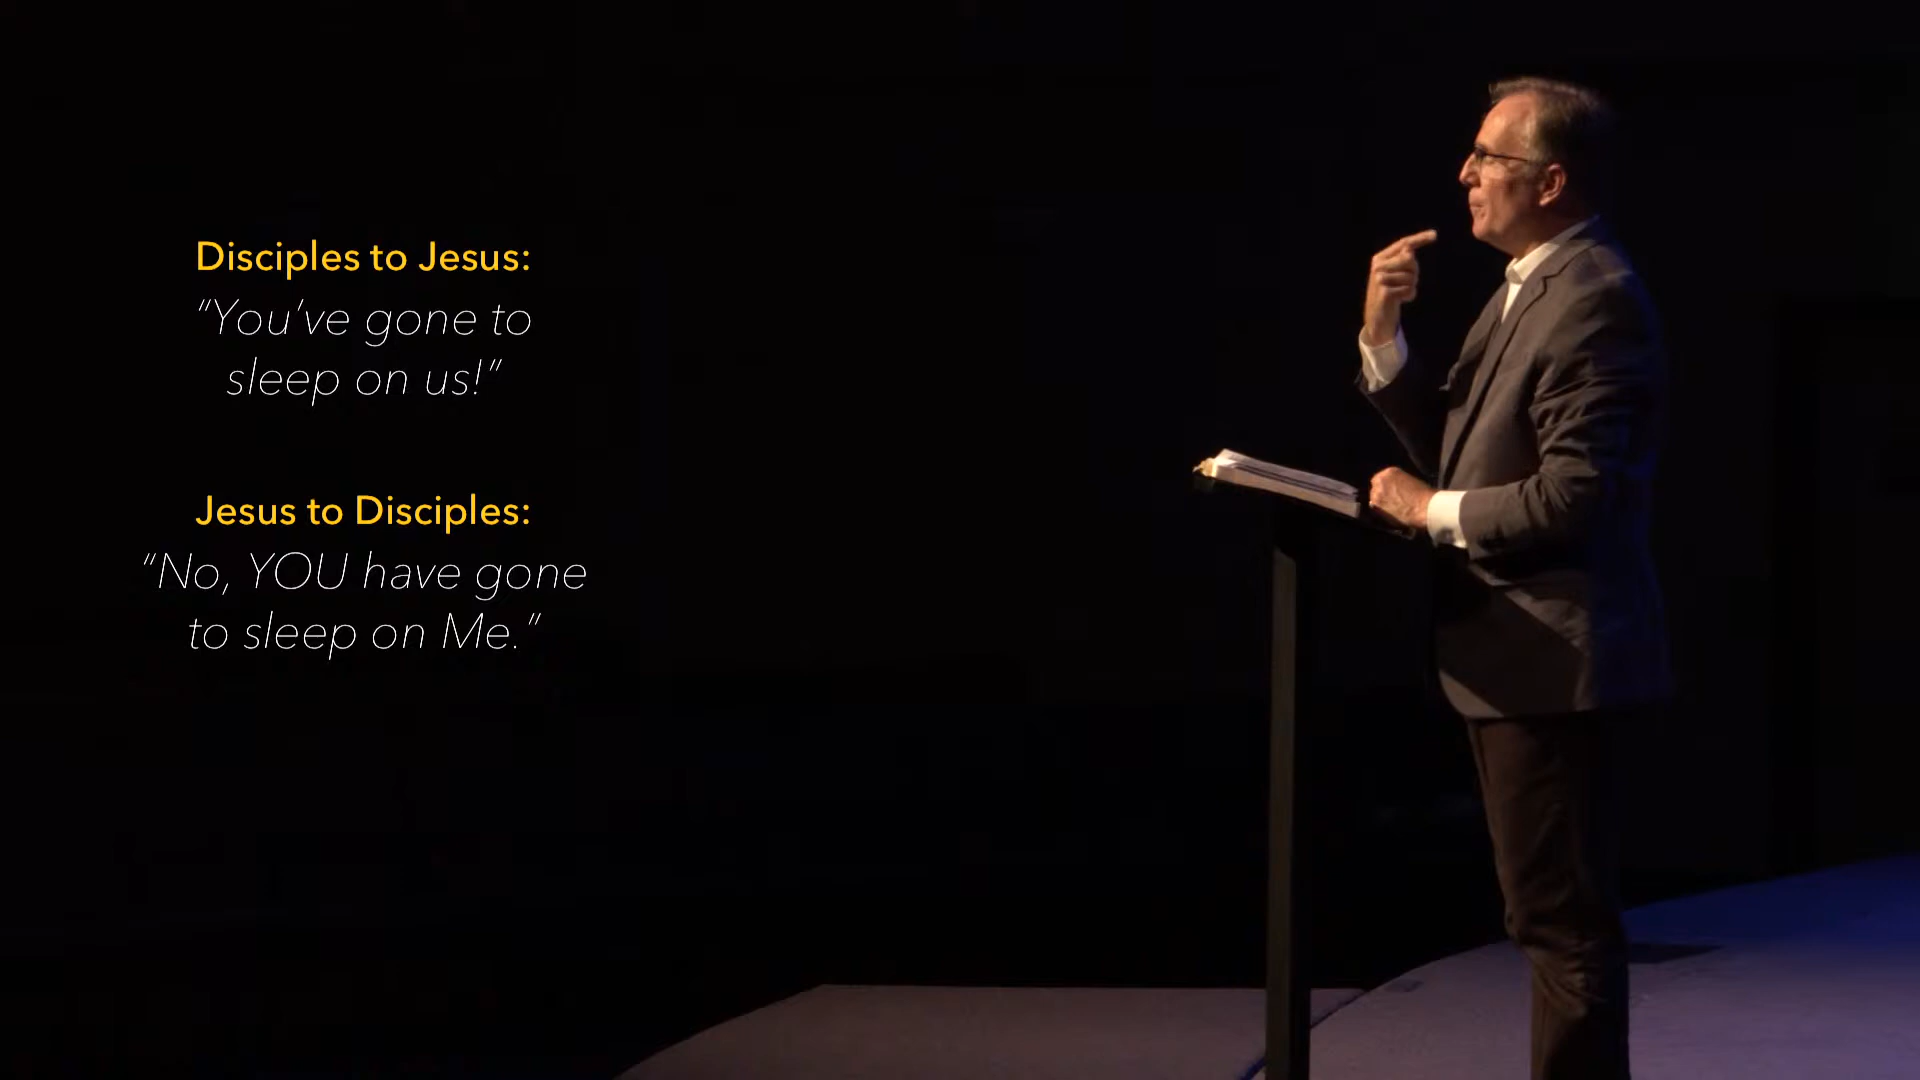 Disciples to Jesus:
“You’ve gone to
sleep on us!”
Jesus to Disciples:
“No, YOU have gone
to sleep on Me.”